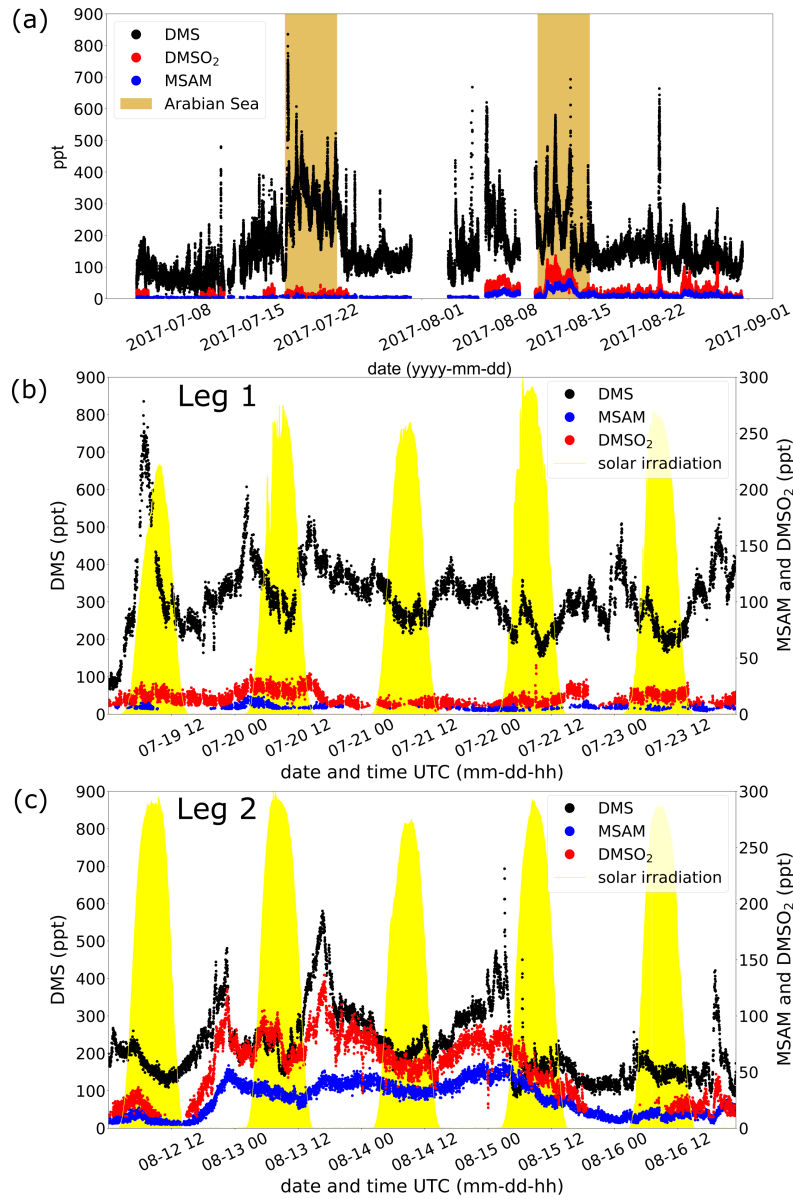 (a)
900
800
700
600
500
400
300
200
100
0
ppt
DMS
DMSO₂
MSAM
Arabian Sea
2017-07-08
2017-07-15
2017-07-22
2017-08-01
2017-08-08
2017-08-15
2017-08-22
2017-09-01
date (yyyy-mm-dd)
(b)
Leg 1
900
800
700
600
500
400
300
200
100
0
DMS (ppt)
DMS
MSAM
DMSO₂
solar irradiation
300
250
200
150
100
50
0
MSAM and DMSO₂ (ppt)
07-19 12
07-20 00
07-20 12
07-21 00
07-21 12
07-22 00
07-22 12
07-23 00
07-23 12
date and time UTC (mm-dd-hh)
(c)
Leg 2
900
800
700
600
500
400
300
200
100
0
DMS (ppt)
DMS
MSAM
DMSO₂
solar irradiation
300
250
200
150
100
50
0
MSAM and DMSO₂ (ppt)
08-12 12
08-13 00
08-13 12
08-14 00
08-14 12
08-15 00
08-15 12
08-16 00
08-16 12
date and time UTC (mm-dd-hh)